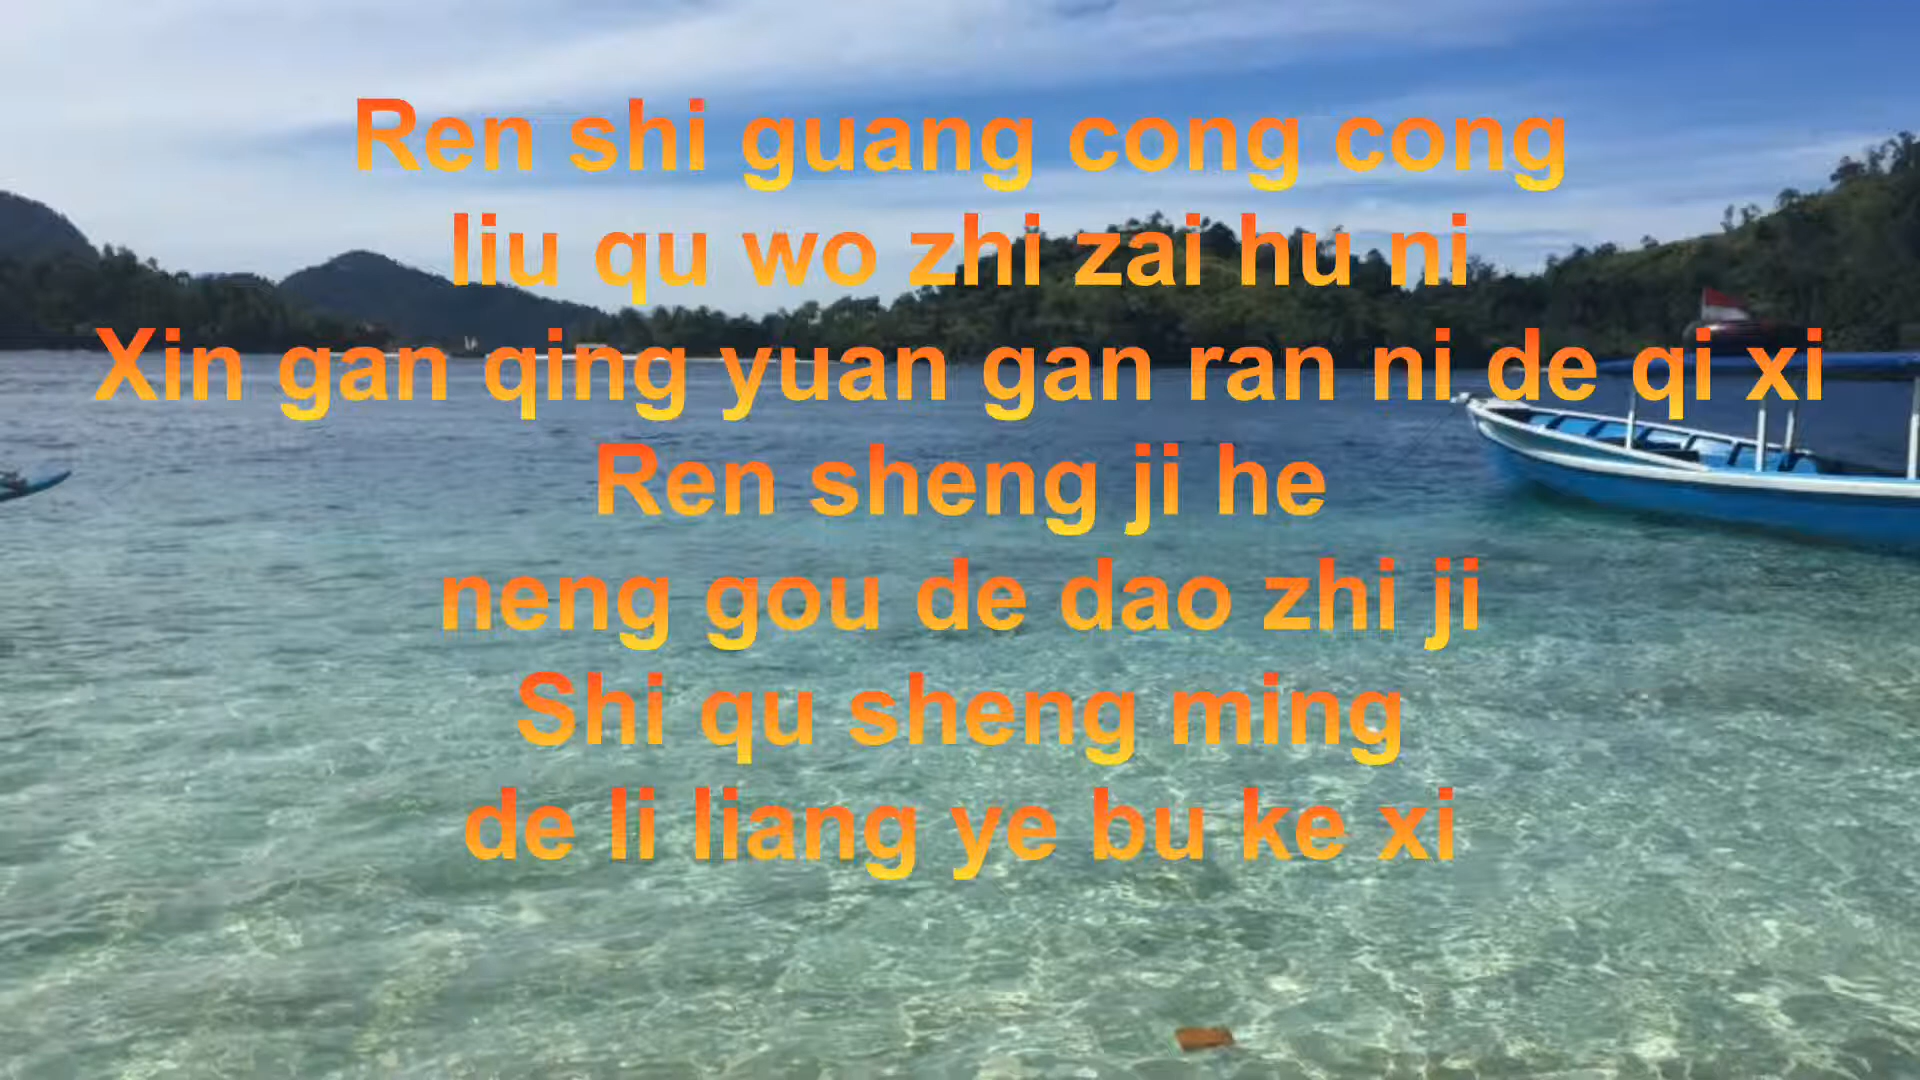 Ren shi guang cong cong
liu qu wo zhi zai hu ni
Xin gan qing yuan gan ran ni de qi xi
Ren sheng ji he
neng gou de dao zhi ji
Shi qu sheng ming
de li liang ye bu ke xi